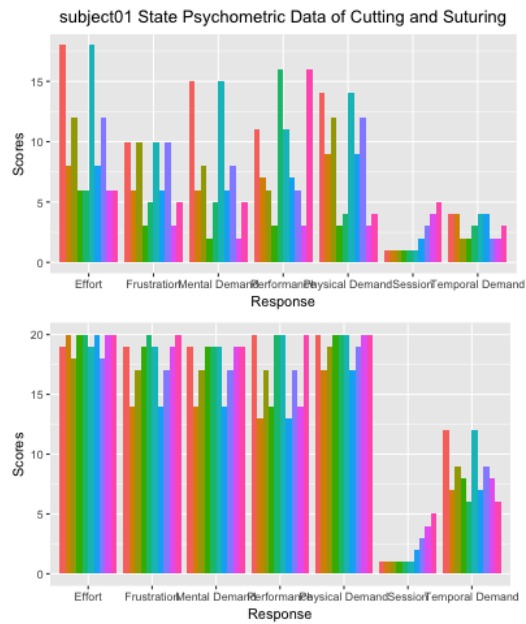 subject01 State Psychometric Data of Cutting and Suturing
15
10
5
0
Scores
Effort Frustration Mental Demand Performance Physical Demand Session Temporal Demand
Response
20
15
10
5
0
Scores
Effort Frustration Mental Demand Performance Physical Demand Session Temporal Demand
Response